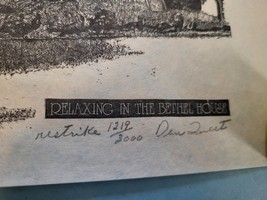 RELAXING IN THE BETHEL HOUSE
restrike 1219/3000